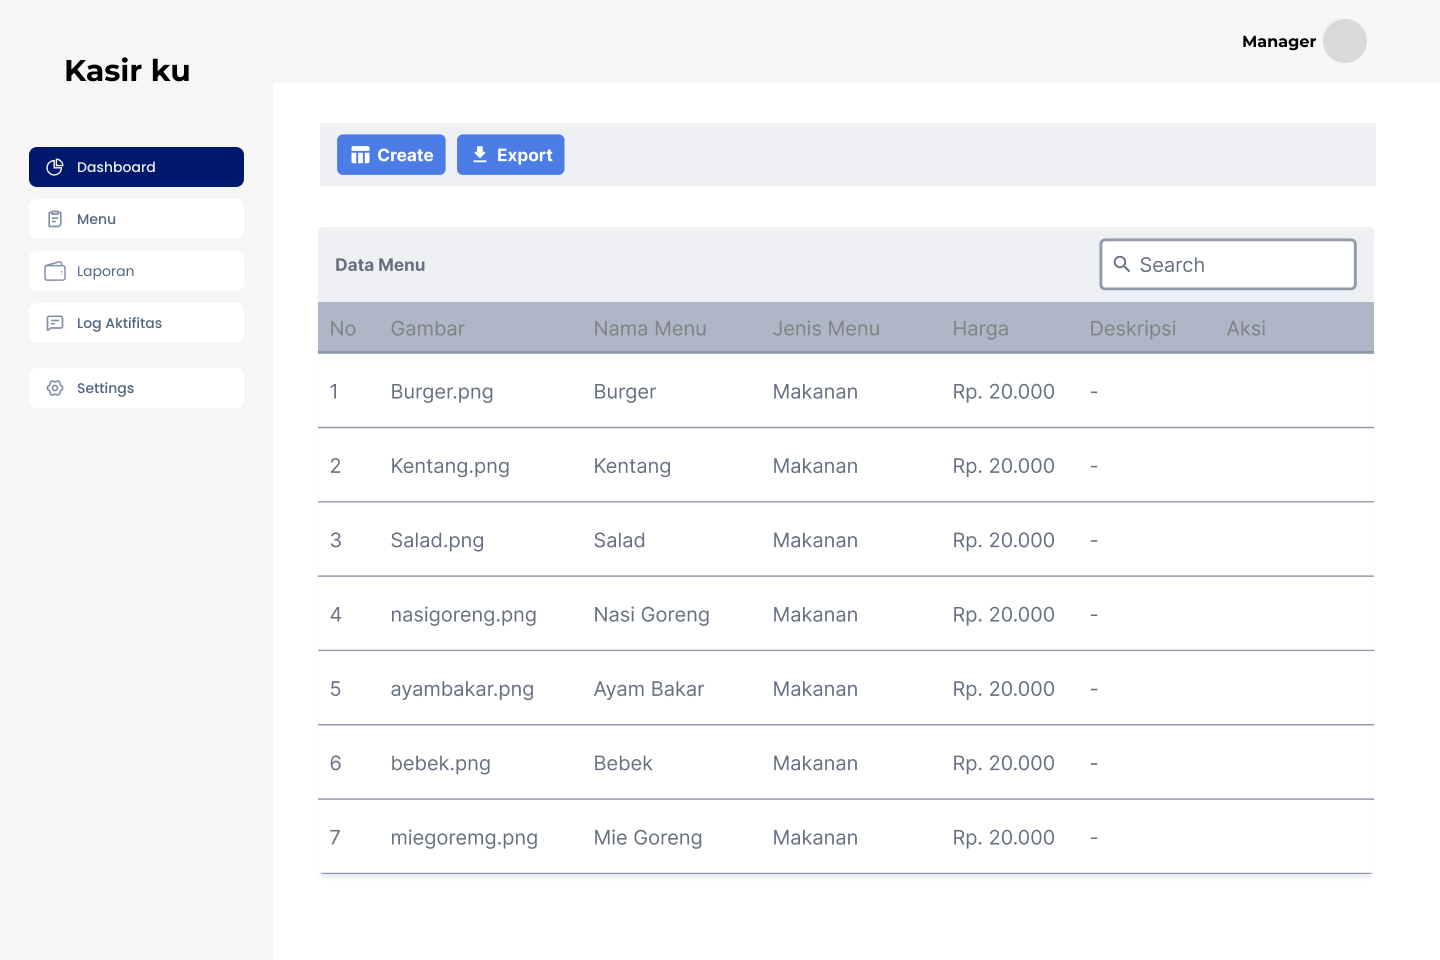 Manager
Kasir ku
Dashboard
Menu
Laporan
Log Aktifitas
Settings
Create Export
Data Menu
Search
No Gambar Nama Menu Jenis Menu Harga Deskripsi Aksi
1 Burger.png Burger Makanan Rp. 20.000 -
2 Kentang.png Kentang Makanan Rp. 20.000 -
3 Salad.png Salad Makanan Rp. 20.000 -
4 nasigoreng.png Nasi Goreng Makanan Rp. 20.000 -
5 ayambakar.png Ayam Bakar Makanan Rp. 20.000 -
6 bebek.png Bebek Makanan Rp. 20.000 -
7 miegoremg.png Mie Goreng Makanan Rp. 20.000 -